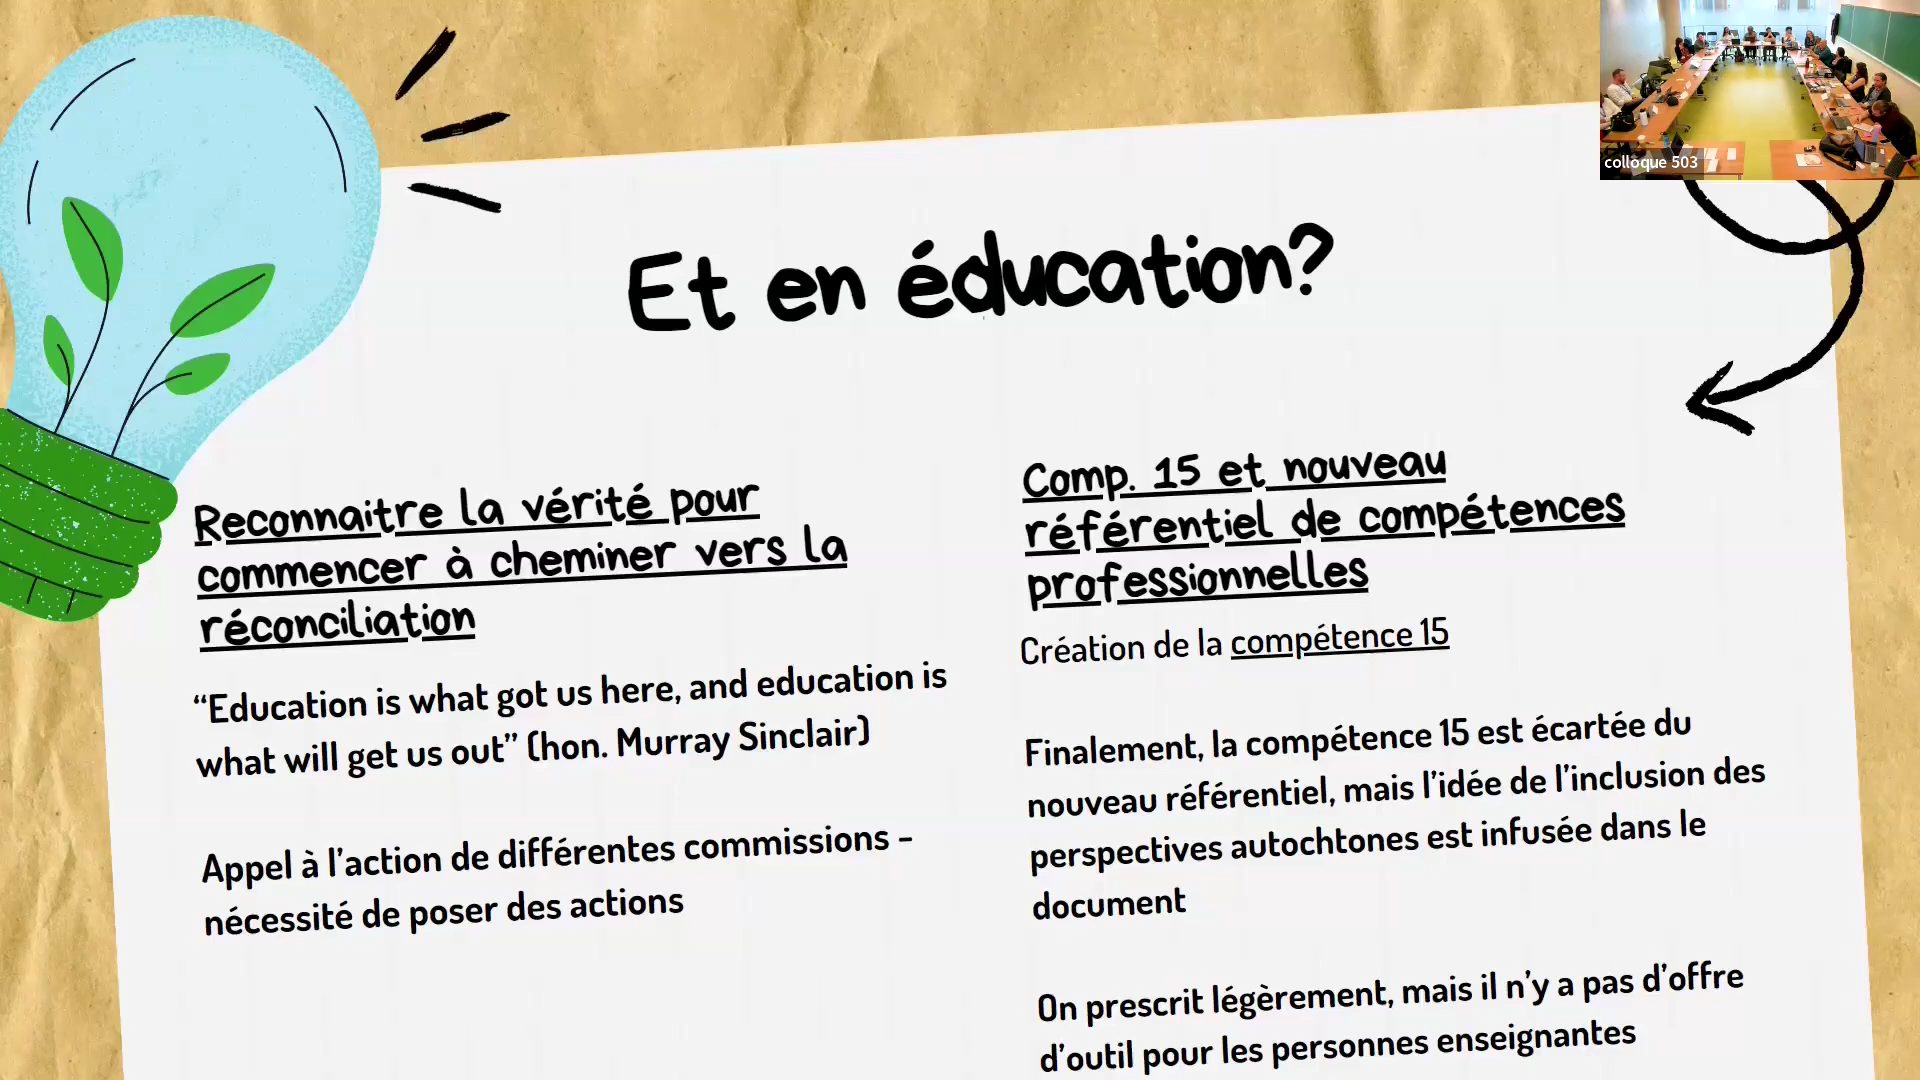 colloque 503
Et en éducation?
Reconnaitre la vérité pour
commencer à cheminer vers la
réconciliation
“Education is what got us here, and education is
what will get us out” (hon. Murray Sinclair)
Appel à l’action de différentes commissions -
nécessité de poser des actions
Comp. 15 et nouveau
référentiel de compétences
professionnelles
Création de la compétence 15
Finalement, la compétence 15 est écartée du
nouveau référentiel, mais l’idée de l’inclusion des
perspectives autochtones est infusée dans le
document
On prescrit légèrement, mais il n’y a pas d’offre
d’outil pour les personnes enseignantes